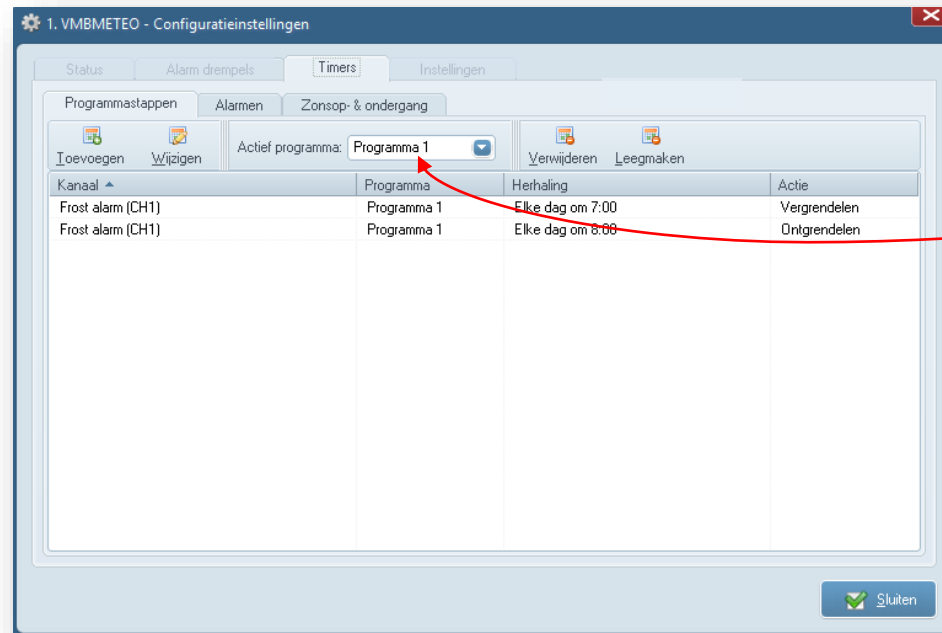 1. VMBMETEO - Configuratieinstellingen
Status Alarm drempels Timers Instellingen
Programmastappen Alarmen Zonsop- & ondergang
Toevoegen Wijzigen Actief programma: Programma 1 Verwijderen Leegmaken
Kanaal Programma Herhaling Actie
Frost alarm (CH1) Programma 1 Elke dag om 7:00 Vergrendelen
Frost alarm (CH1) Programma 1 Elke dag om 8:00 Ontgrendelen
Sluiten